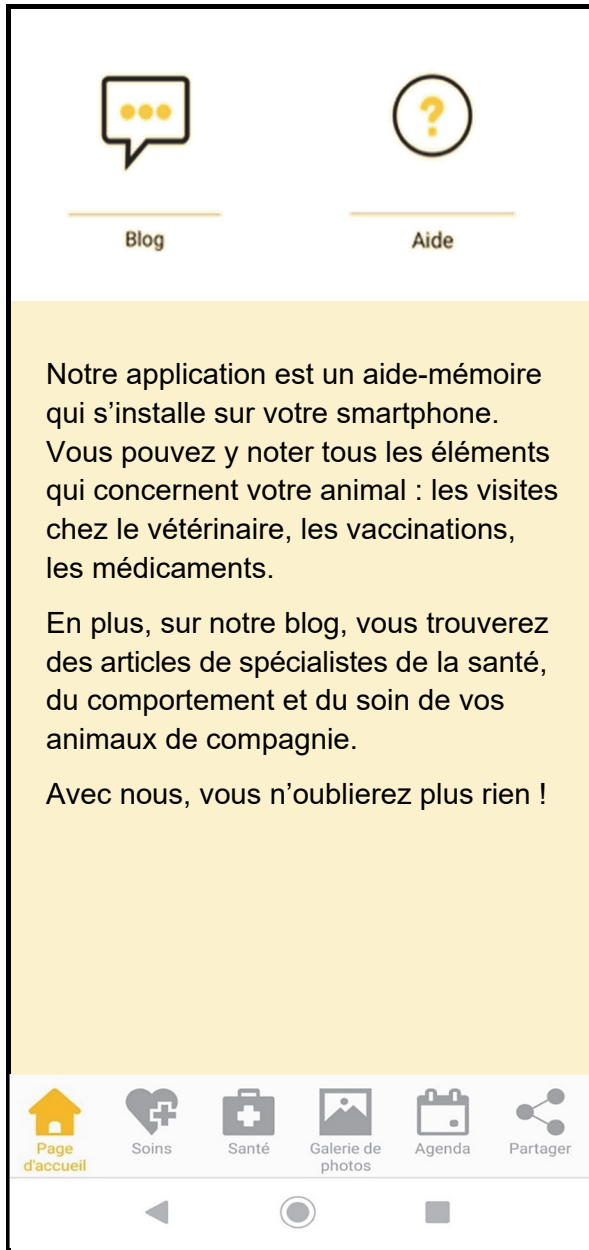 Blog
Aide
Notre application est un aide-mémoire
qui s’installe sur votre smartphone.
Vous pouvez y noter tous les éléments
qui concernent votre animal : les visites
chez le vétérinaire, les vaccinations,
les médicaments.
En plus, sur notre blog, vous trouverez
des articles de spécialistes de la santé,
du comportement et du soin de vos
animaux de compagnie.
Avec nous, vous n’oublierez plus rien !
Page
d'accueil
Soins
Santé
Galerie de
photos
Agenda
Partager